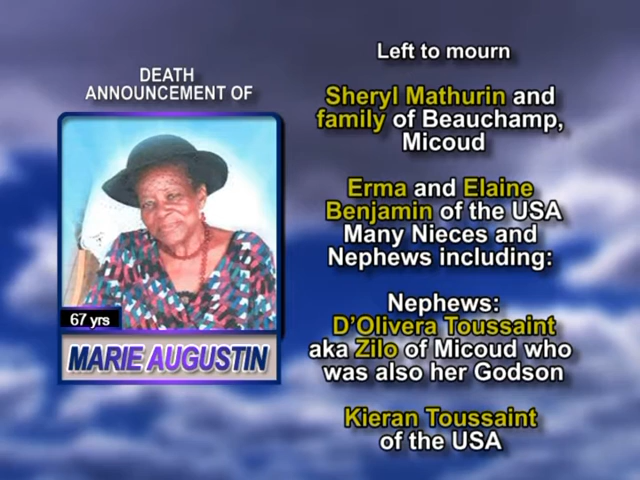 DEATH
ANNOUNCEMENT OF
67 yrs
MARIE AUGUSTIN
Left to mourn
Sheryl Mathurin and
family of Beauchamp,
Micoud
Erma and Elaine
Benjamin of the USA
Many Nieces and
Nephews including:
Nephews:
D'Olivera Toussaint
aka Zilo of Micoud who
was also her Godson
Kieran Toussaint
of the USA